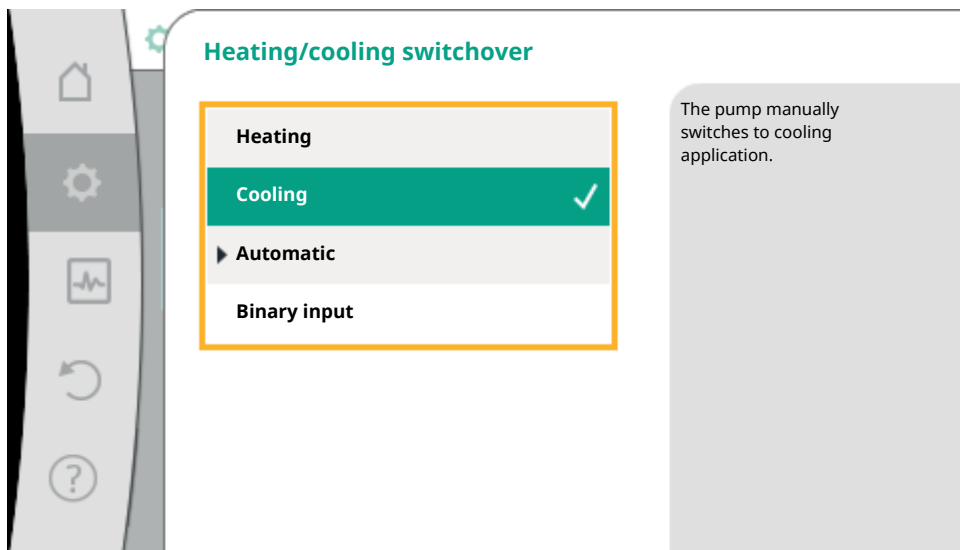 Heating/cooling switchover
Heating
Cooling
Automatic
Binary input
The pump manually
switches to cooling
application.
?